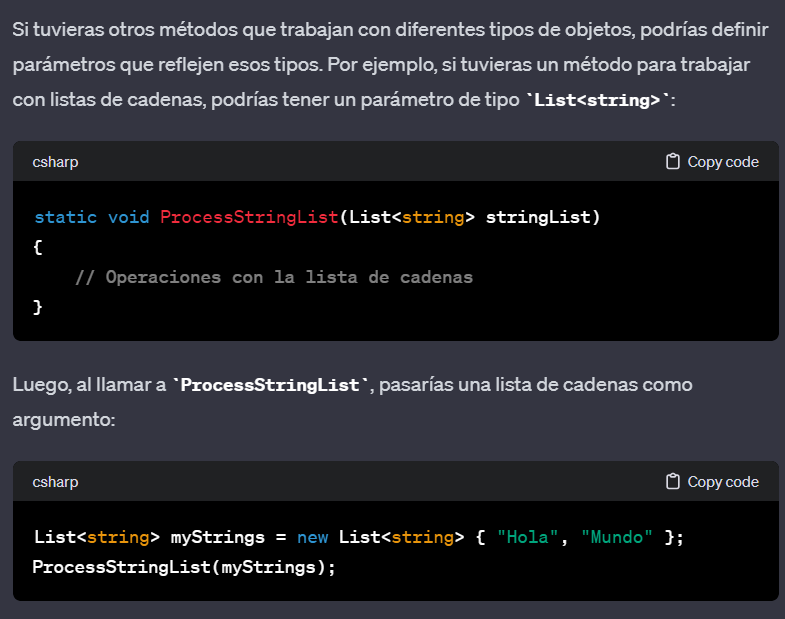 Si tuvieras otros métodos que trabajan con diferentes tipos de objetos, podrías definir
parámetros que reflejen esos tipos. Por ejemplo, si tuvieras un método para trabajar
con listas de cadenas, podrías tener un parámetro de tipo `List<string>`:
csharp Copy code
static void ProcessStringList(List<string> stringList)
{
    // Operaciones con la lista de cadenas
}
Luego, al llamar a `ProcessStringList`, pasarías una lista de cadenas como
argumento:
csharp Copy code
List<string> myStrings = new List<string> { "Hola", "Mundo" };
ProcessStringList(myStrings);